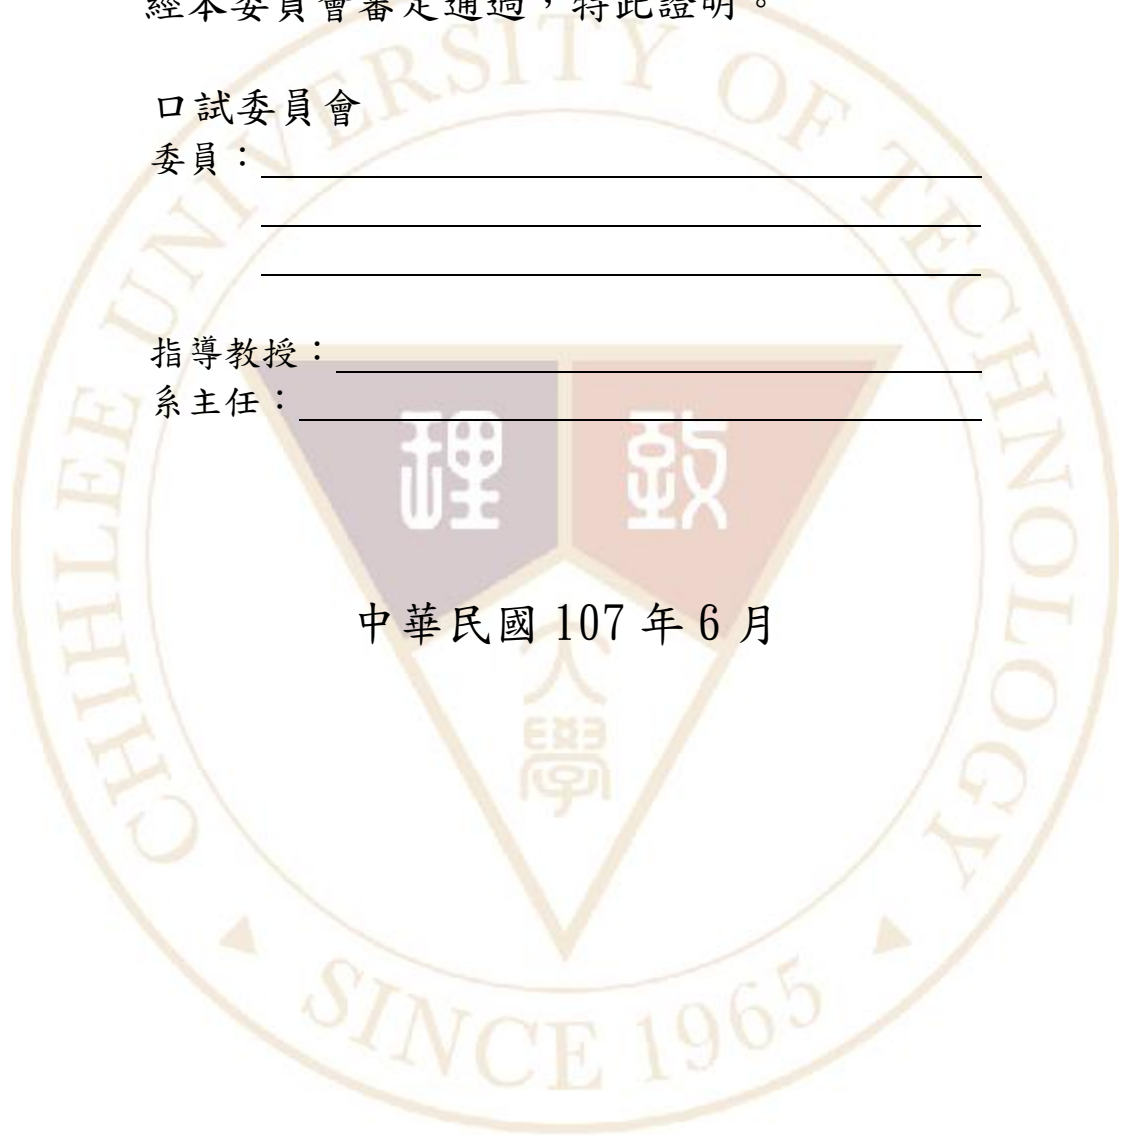 經本委員會審定通過，特此證明。
口試委員會
委員：
指導教授：
系主任：
中華民國 107 年 6 月
CHIHLEE UNIVERSITY OF TECHNOLOGY
理 致
大
學
SINCE 1965